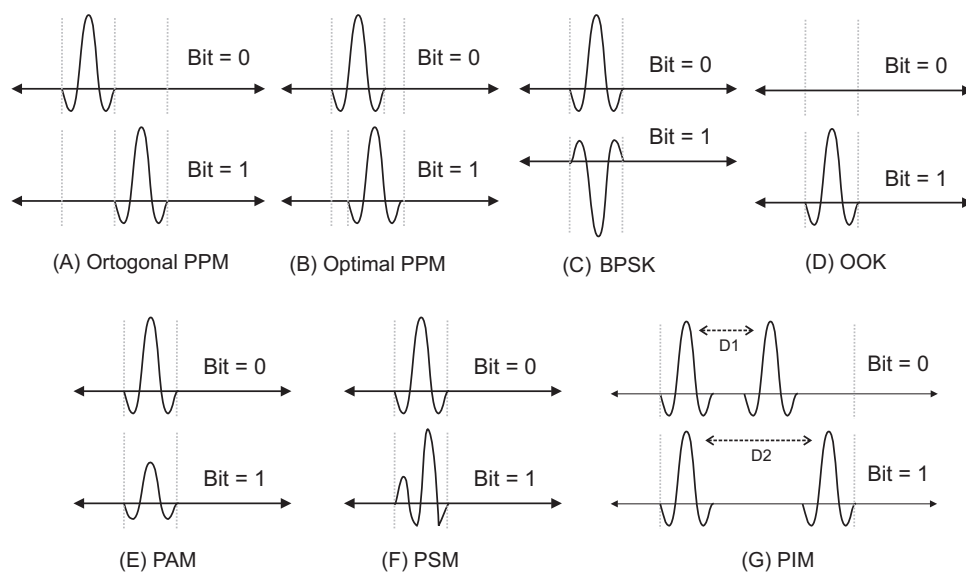 Bit = 0
Bit = 0
Bit = 0
Bit = 0
Bit = 1
Bit = 1
Bit = 1
Bit = 1
(A) Ortogonal PPM
(B) Optimal PPM
(C) BPSK
(D) OOK
Bit = 0
Bit = 0
D1
Bit = 0
Bit = 1
Bit = 1
D2
Bit = 1
(E) PAM
(F) PSM
(G) PIM